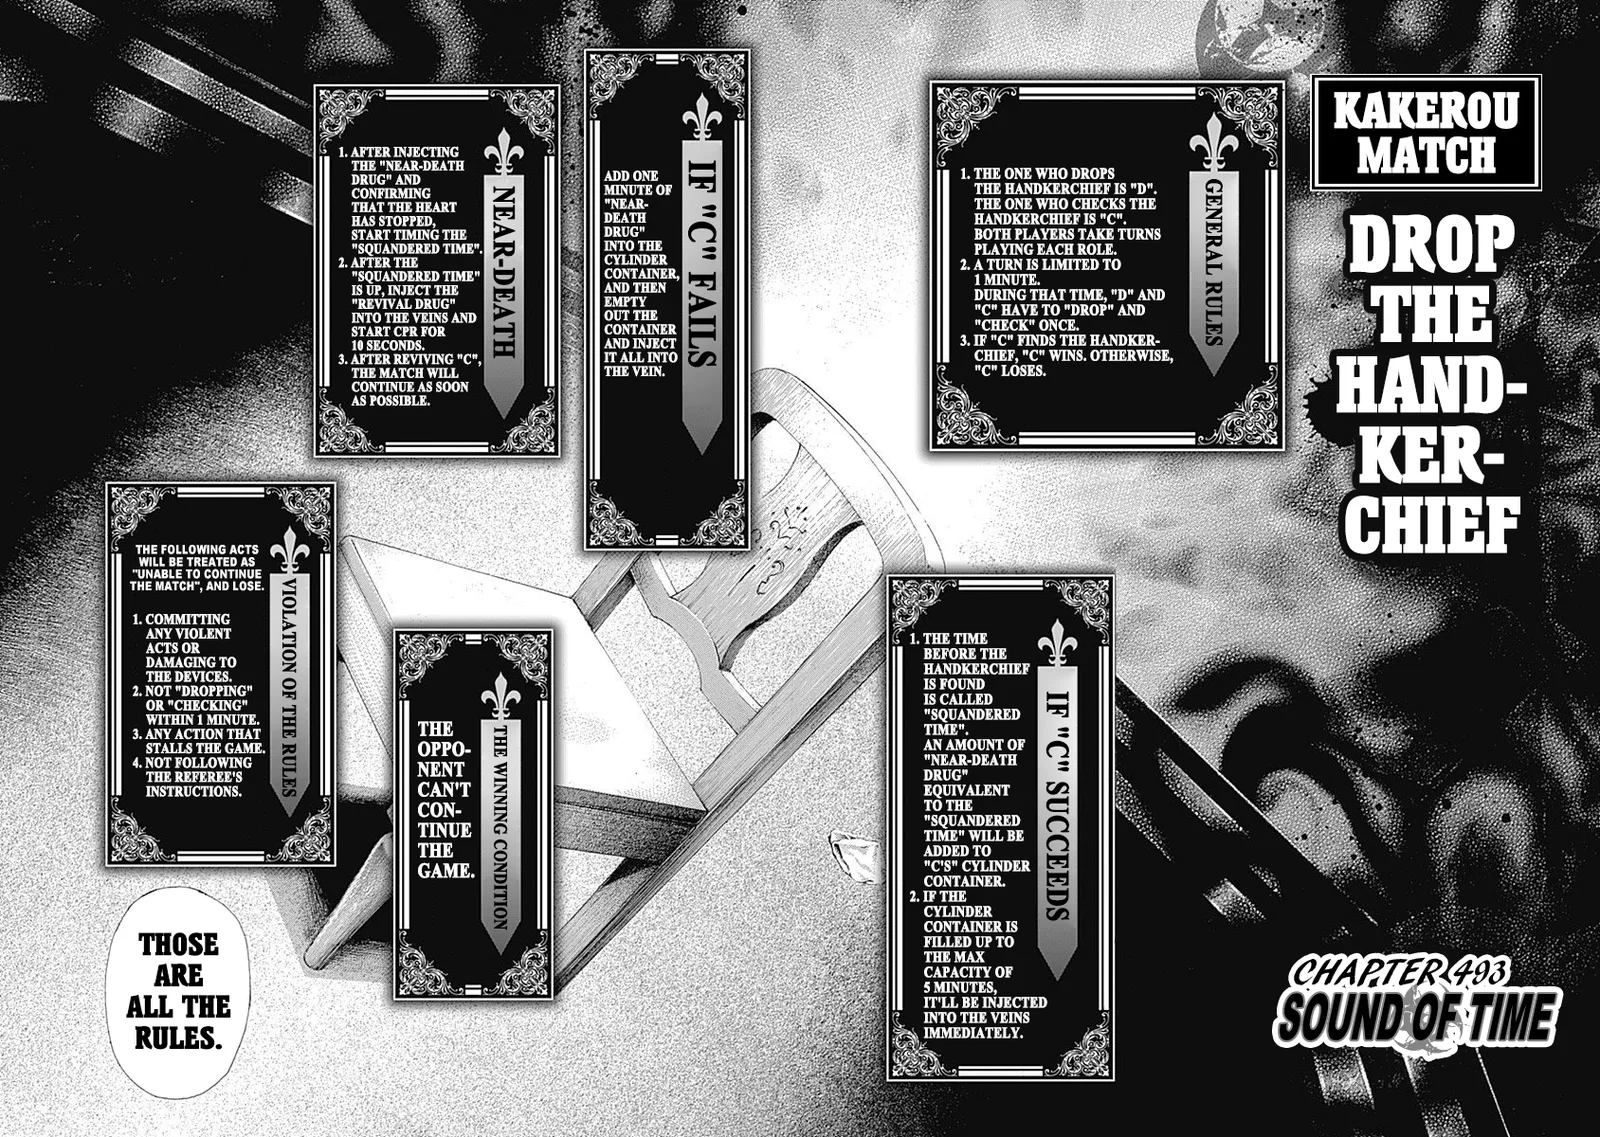 KAKEROU
MATCH
DROP
THE
HAND-
KER-
CHIEF
GENERAL RULES
1. THE ONE WHO DROPS
THE HANDKERCHIEF IS "D".
THE ONE WHO CHECKS THE
HANDKERCHIEF IS "C".
BOTH PLAYERS TAKE TURNS
PLAYING EACH ROLE.
2. A TURN IS LIMITED TO
1 MINUTE.
DURING THAT TIME, "D" AND
"C" HAVE TO "DROP" AND
"CHECK" ONCE.
3. IF "C" FINDS THE HANDKER-
CHIEF, "C" WINS. OTHERWISE,
"C" LOSES.
IF "C" SUCCEEDS
1. THE TIME
BEFORE THE
HANDKERCHIEF
IS FOUND
IS CALLED
"SQUANDERED
TIME".
AN AMOUNT OF
"NEAR-DEATH
DRUG"
EQUIVALENT
TO THE
"SQUANDERED
TIME" WILL BE
ADDED TO
"C'S" CYLINDER
CONTAINER.
2. IF THE
CYLINDER
CONTAINER IS
FILLED UP TO
THE MAX
CAPACITY OF
5 MINUTES,
IT'LL BE INJECTED
INTO THE VEINS
IMMEDIATELY.
IF "C" FAILS
ADD ONE
MINUTE OF
"NEAR-
DEATH
DRUG"
INTO THE
CYLINDER
CONTAINER,
AND THEN
EMPTY
OUT THE
CONTAINER
AND INJECT
IT ALL INTO
THE VEIN.
NEAR-DEATH
1. AFTER INJECTING
THE "NEAR-DEATH
DRUG" AND
CONFIRMING
THAT THE HEART
HAS STOPPED,
START TIMING THE
"SQUANDERED TIME".
2. AFTER THE
"SQUANDERED TIME"
IS UP, INJECT THE
"REVIVAL DRUG"
INTO THE VEINS AND
START CPR FOR
10 SECONDS.
3. AFTER REVIVING "C",
THE MATCH WILL
CONTINUE AS SOON
AS POSSIBLE.
THE WINNING CONDITION
THE
OPPO-
NENT
CAN'T
CON-
TINUE
THE
GAME.
VIOLATION OF THE RULES
THE FOLLOWING ACTS
WILL BE TREATED AS
"UNABLE TO CONTINUE
THE MATCH", AND LOSE.
1. COMMITTING
ANY VIOLENT
ACTS OR
DAMAGING TO
THE DEVICES.
2. NOT "DROPPING"
OR "CHECKING"
WITHIN 1 MINUTE.
3. ANY ACTION THAT
STALLS THE GAME.
4. NOT FOLLOWING
THE REFEREE'S
INSTRUCTIONS.
THOSE
ARE
ALL THE
RULES.
CHAPTER 493
SOUND OF TIME